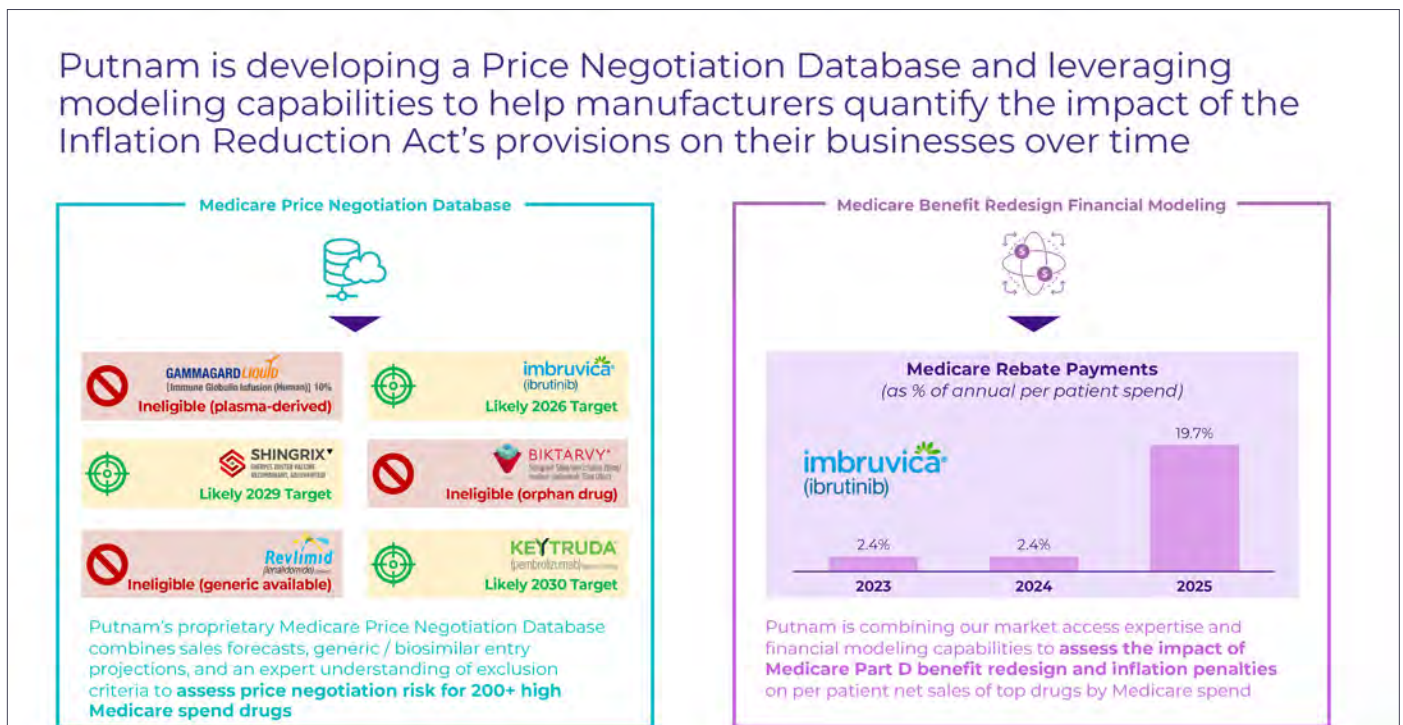 Putnam is developing a Price Negotiation Database and leveraging
modeling capabilities to help manufacturers quantify the impact of the
Inflation Reduction Act's provisions on their businesses over time
Medicare Price Negotiation Database
GAMMAGARD LIQUID
[Immune Globulin Infusion (Human)] 10%
Ineligible (plasma-derived)
imbruvica®
(ibrutinib)
Likely 2026 Target
SHINGRIX
Likely 2029 Target
BIKTARVY®
Ineligible (orphan drug)
Revlimid
(lenalidomide)
Ineligible (generic available)
KEYTRUDA
(pembrolizumab)
Likely 2030 Target
Putnam's proprietary Medicare Price Negotiation Database
combines sales forecasts, generic / biosimilar entry
projections, and an expert understanding of exclusion
criteria to assess price negotiation risk for 200+ high
Medicare spend drugs
Medicare Benefit Redesign Financial Modeling
$
$
Medicare Rebate Payments
(as % of annual per patient spend)
imbruvica®
(ibrutinib)
2.4%
2.4%
19.7%
2023
2024
2025
Putnam is combining our market access expertise and
financial modeling capabilities to assess the impact of
Medicare Part D benefit redesign and inflation penalties
on per patient net sales of top drugs by Medicare spend